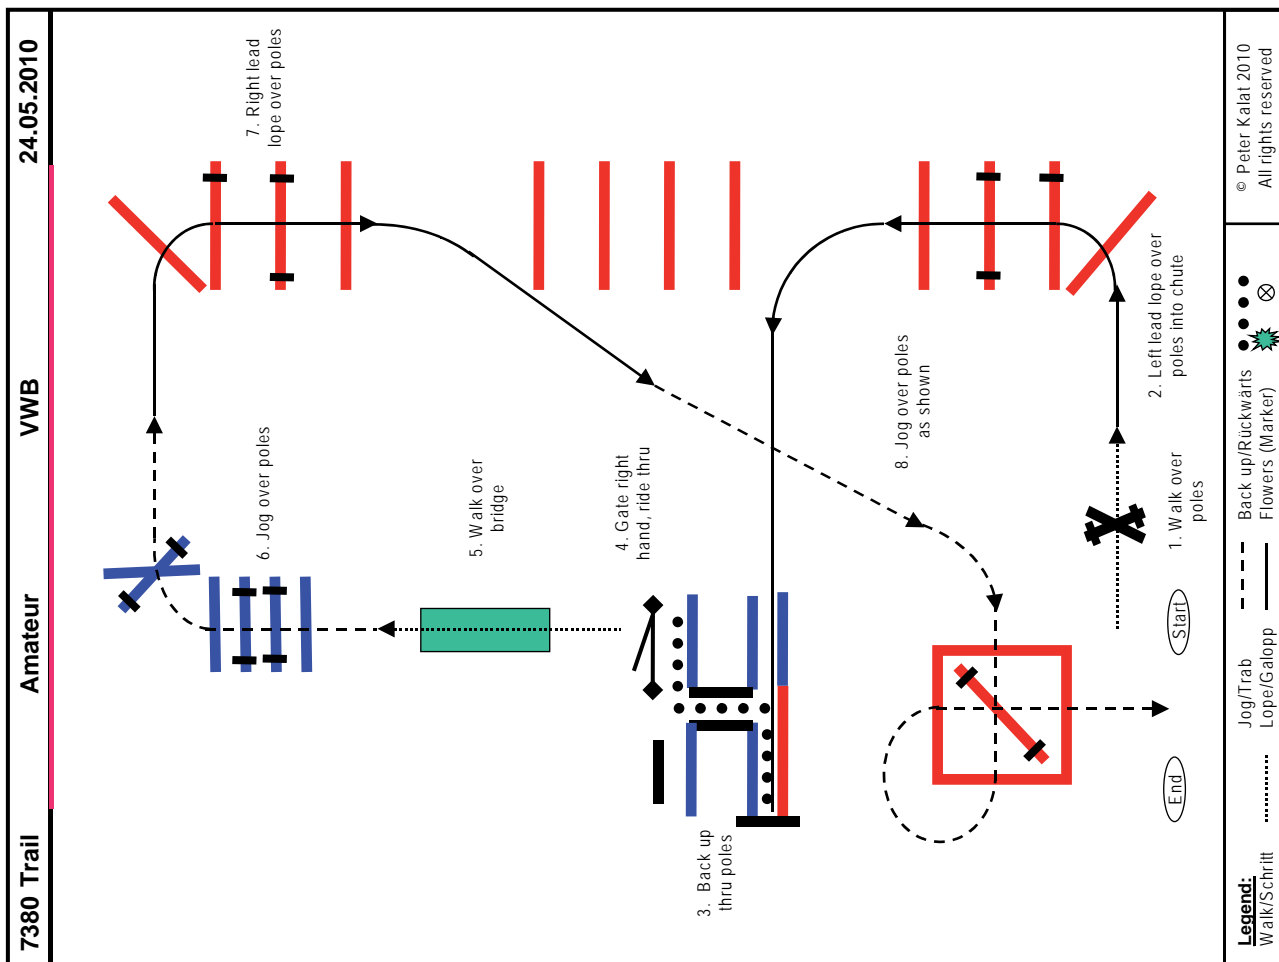 7380 Trail Amateur VWB 24.05.2010
1. Walk over
poles
2. Left lead lope over
poles into chute
3. Back up
thru poles
4. Gate right
hand, ride thru
5. Walk over
bridge
6. Jog over poles
7. Right lead
lope over poles
8. Jog over poles
as shown
Start
End
Legend:
Walk/Schritt
Jog/Trab
Lope/Galopp
Back up/Rückwärts
Flowers (Marker)
© Peter Kalat 2010
All rights reserved